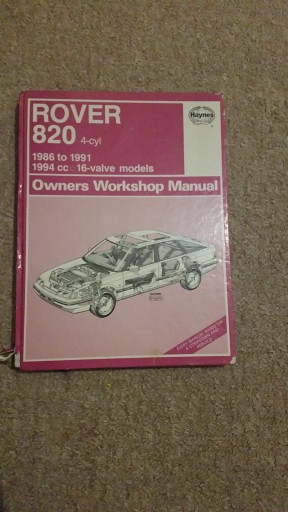 ROVER
820 4-cyl
Haynes
1986 to 1991
1994 cc 16-valve models
Owners Workshop Manual